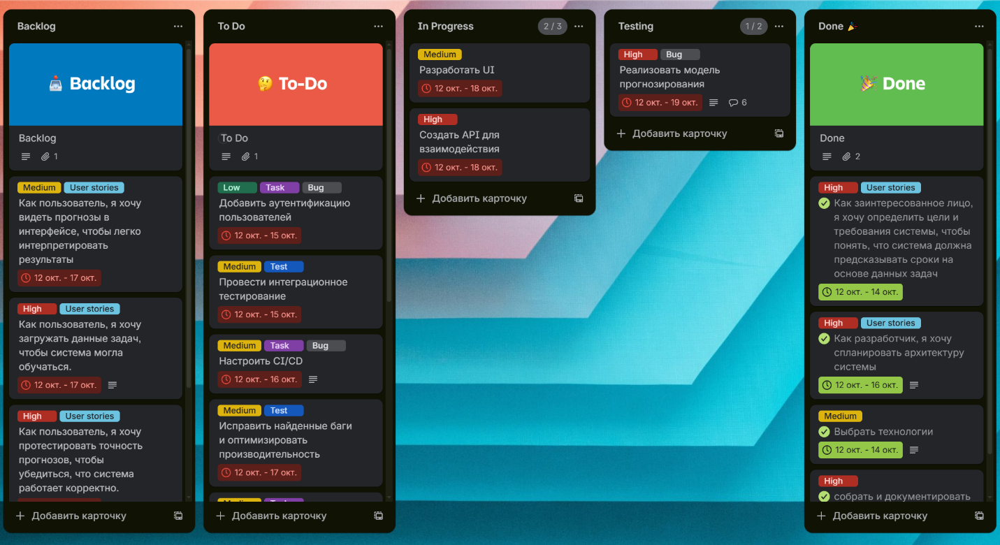 Backlog
Backlog
Backlog
1
Medium
User stories
Как пользователь, я хочу
видеть прогнозы в
интерфейсе, чтобы легко
интерпретировать
результаты
12 окт. - 17 окт.
High
User stories
Как пользователь, я хочу
загружать данные задач,
чтобы система могла
обучаться.
12 окт. - 17 окт.
High
User stories
Как пользователь, я хочу
протестировать точность
прогнозов, чтобы
убедиться, что система
работает корректно.
Добавить карточку
To Do
To-Do
To Do
1
Low
Task
Bug
Добавить аутентификацию
пользователей
12 окт. - 15 окт.
Medium
Test
Провести интеграционное
тестирование
12 окт. - 15 окт.
Medium
Task
Bug
Настроить CI/CD
12 окт. - 16 окт.
Medium
Test
Исправить найденные баги
и оптимизировать
производительность
12 окт. - 17 окт.
Добавить карточку
In Progress
2 / 3
Medium
Разработать UI
12 окт. - 18 окт.
High
Создать API для
взаимодействия
12 окт. - 18 окт.
Добавить карточку
Testing
1 / 2
High
Bug
Реализовать модель
прогнозирования
12 окт. - 19 окт.
6
Добавить карточку
Done
Done
Done
2
High
User stories
Как заинтересованное лицо,
я хочу определить цели и
требования системы, чтобы
понять, что система должна
предсказывать сроки на
основе данных задач
12 окт. - 14 окт.
High
User stories
Как разработчик, я хочу
спланировать архитектуру
системы
12 окт. - 16 окт.
Medium
Выбрать технологии
12 окт. - 14 окт.
High
собрать и документировать
Добавить карточку